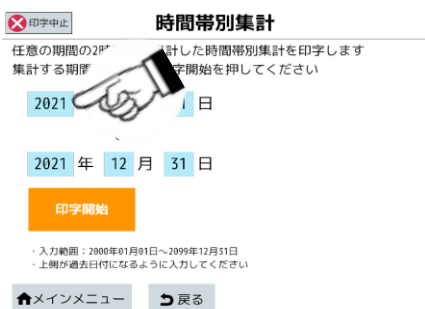 印字中止
時間帯別集計
任意の期間の2時 計した時間帯別集計を印字します
集計する期間 字開始を押してください
2021 日
2021 年 12 月 31 日
印字開始
・入力範囲：2000年01月01日～2099年12月31日
・上側が過去日付になるように入力してください
メインメニュー 戻る